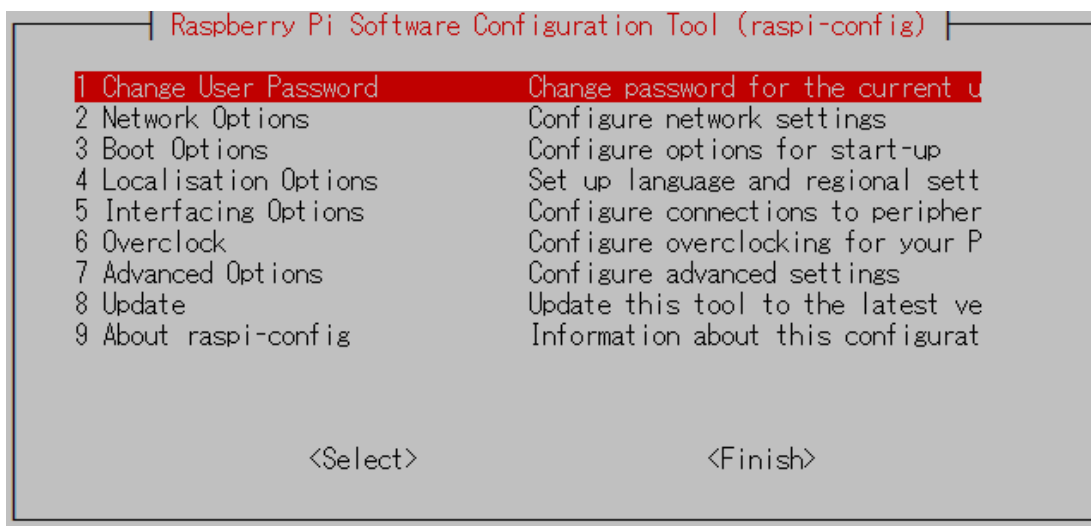 Raspberry Pi Software Configuration Tool (raspi-config)
1 Change User Password Change password for the current u
2 Network Options Configure network settings
3 Boot Options Configure options for start-up
4 Localisation Options Set up language and regional sett
5 Interfacing Options Configure connections to peripher
6 Overclock Configure overclocking for your P
7 Advanced Options Configure advanced settings
8 Update Update this tool to the latest ve
9 About raspi-config Information about this configurat
<Select> <Finish>